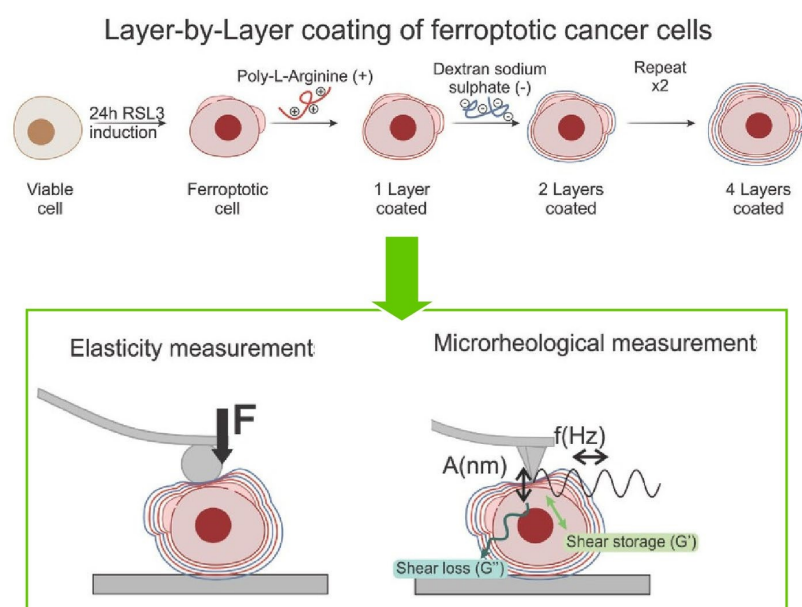 Layer-by-Layer coating of ferroptotic cancer cells
24h RSL3
induction
Poly-L-Arginine (+)
Dextran sodium
sulphate (-)
Repeat
x2
Viable
cell
Ferroptotic
cell
1 Layer
coated
2 Layers
coated
4 Layers
coated
Elasticity measurement
F
Microrheological measurement
f(Hz)
A(nm)
Shear storage (G')
Shear loss (G'')